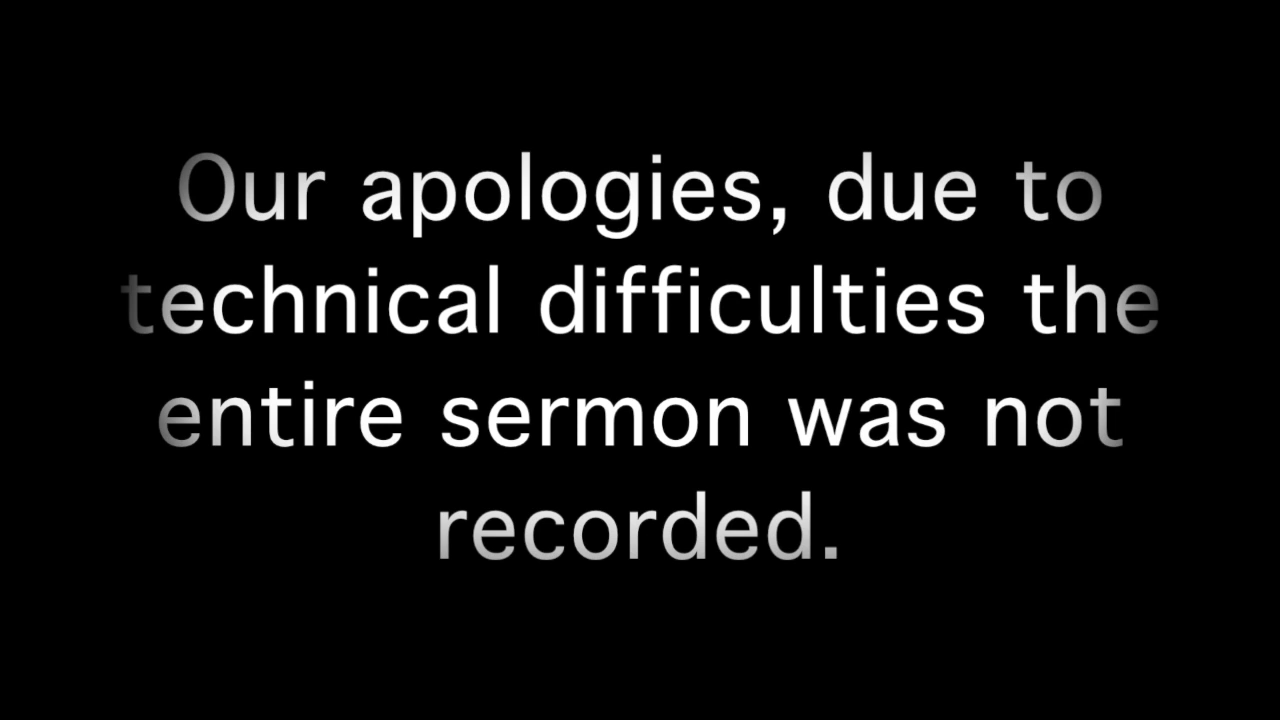 Our apologies, due to
technical difficulties the
entire sermon was not
recorded.